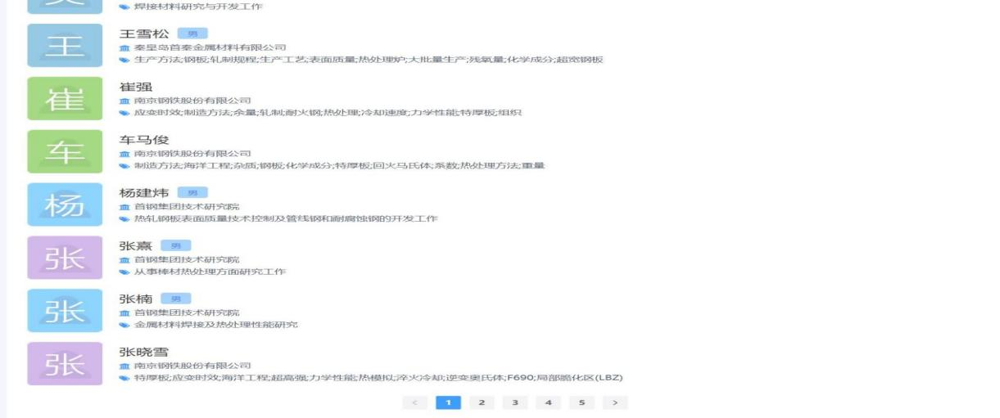 焊接材料研究与开发工作
王
王雪松 男
秦皇岛首秦金属材料有限公司
生产方法;钢板;轧制规程;生产工艺;表面质量;热处理炉;大批量生产;残氧量;化学成分;超宽钢板
崔
崔强
南京钢铁股份有限公司
应变时效;制造方法;余量;轧制;耐火钢;热处理;冷却速度;力学性能;特厚板;组织
车
车马俊
南京钢铁股份有限公司
制造方法;海洋工程;杂质;钢板;化学成分;特厚板;回火马氏体;系数;热处理方法;重量
杨
杨建炜 男
首钢集团技术研究院
热轧钢板表面质量技术控制及管线钢和耐腐蚀钢的开发工作
张
张熹 男
首钢集团技术研究院
从事棒材热处理方面研究工作
张
张楠 男
首钢集团技术研究院
金属材料焊接及热处理性能研究
张
张晓雪
南京钢铁股份有限公司
特厚板;应变时效;海洋工程;超高强;力学性能;热模拟;淬火冷却;逆变奥氏体;F690;局部脆化区(LBZ)
< 1 2 3 4 5 >